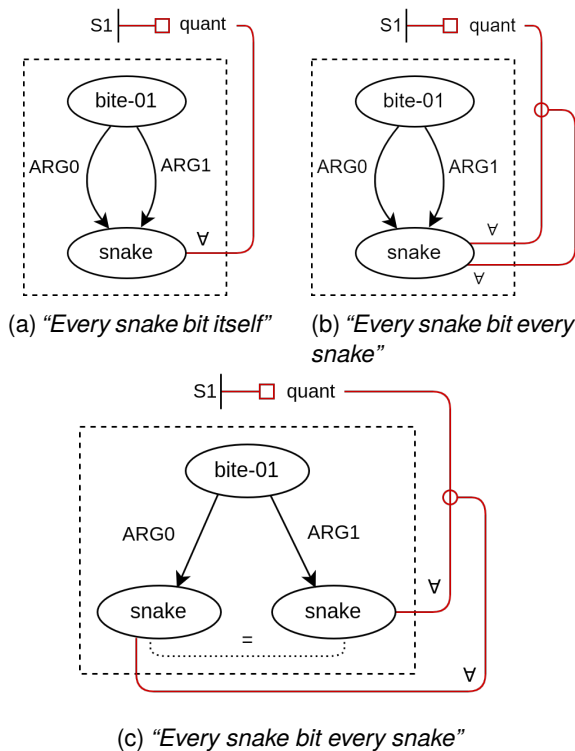 S1 quant
bite-01
ARG0 ARG1
snake ∀
(a) "Every snake bit itself"
S1 quant
bite-01
ARG0 ARG1
snake ∀
∀
(b) "Every snake bit every
snake"
S1 quant
bite-01
ARG0 ARG1
snake snake ∀
=
∀
(c) "Every snake bit every snake"